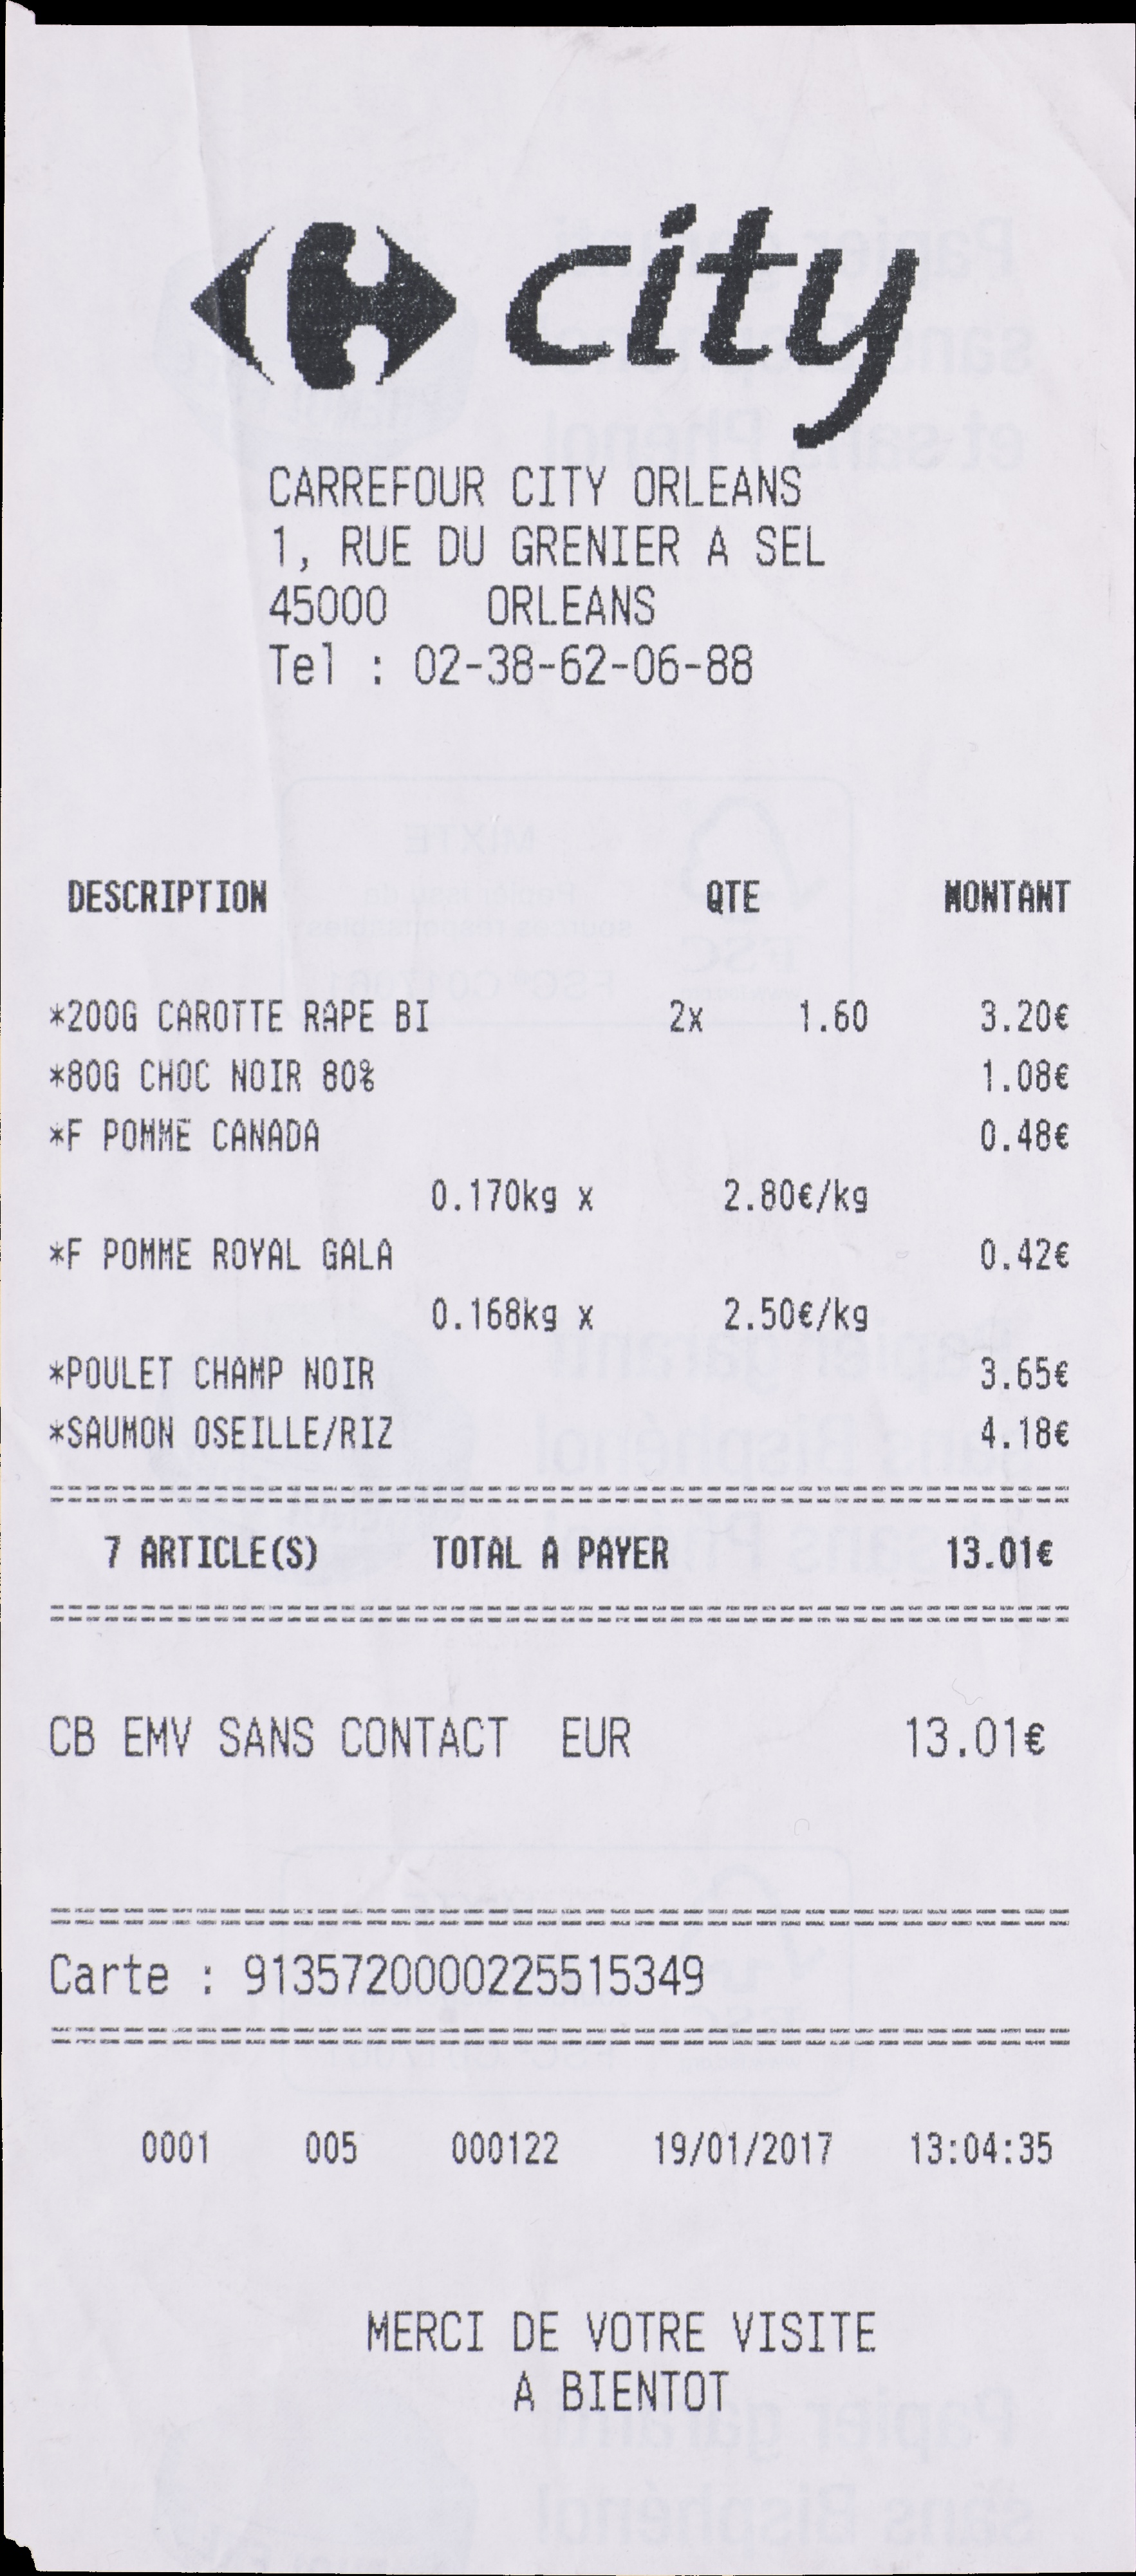 city
CARREFOUR CITY ORLEANS
1, RUE DU GRENIER A SEL
45000 ORLEANS
Tel : 02-38-62-06-88
DESCRIPTION QTE MONTANT
*200G CAROTTE RAPE BI 2x 1.60 3.20€
*80G CHOC NOIR 80% 1.08€
*F POMME CANADA 0.48€
0.170kg x 2.80€/kg
*F POMME ROYAL GALA 0.42€
0.168kg x 2.50€/kg
*POULET CHAMP NOIR 3.65€
*SAUMON OSEILLE/RIZ 4.18€
7 ARTICLE(S) TOTAL A PAYER 13.01€
CB EMV SANS CONTACT EUR 13.01€
Carte : 9135720000225515349
0001 005 000122 19/01/2017 13:04:35
MERCI DE VOTRE VISITE
A BIENTOT